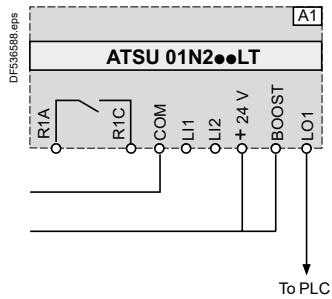 DF536588.eps
A1
ATSU 01N2●●LT
R1A
R1C
COM
LI1
LI2
+ 24 V
BOOST
LO1
To PLC